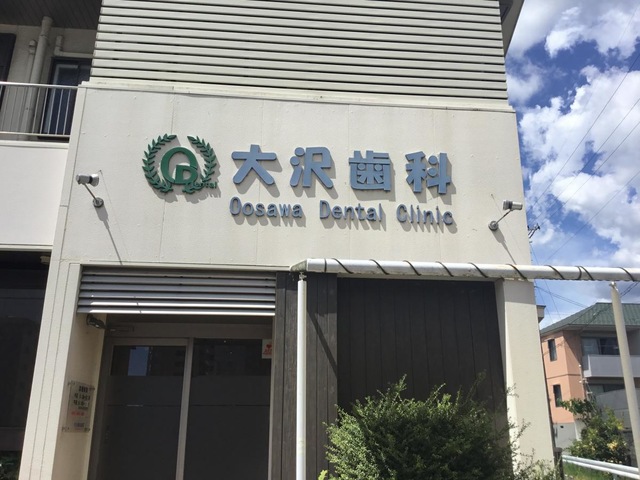 大沢歯科
Oosawa Dental Clinic